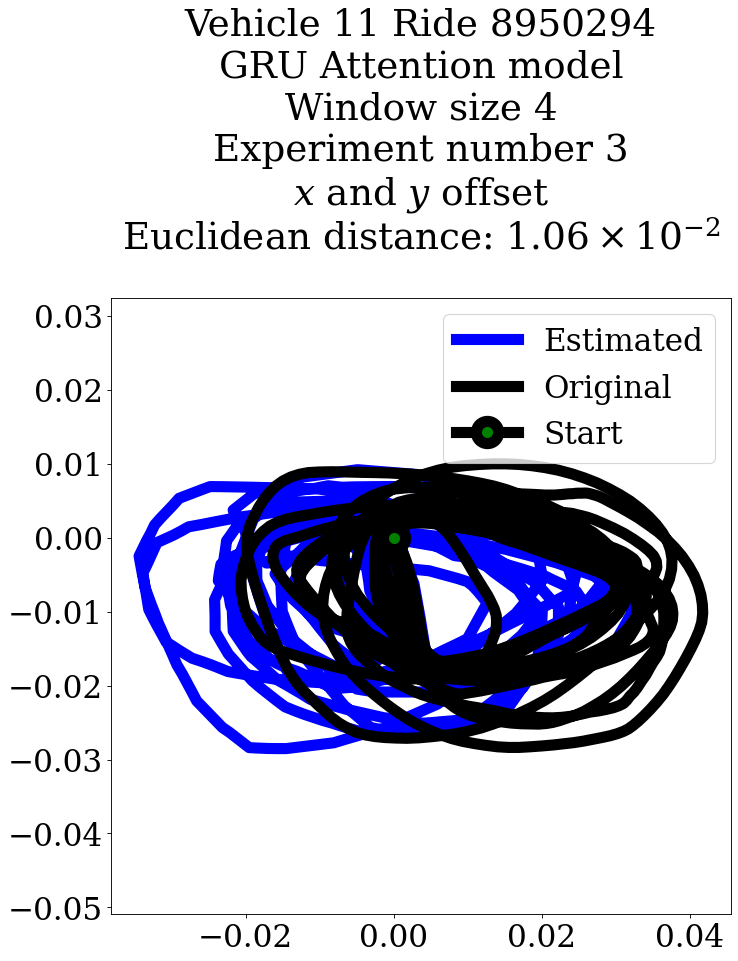 Vehicle 11 Ride 8950294
GRU Attention model
Window size 4
Experiment number 3
x and y offset
Euclidean distance: 1.06 × 10⁻²
0.03
0.02
0.01
0.00
−0.01
−0.02
−0.03
−0.04
−0.05
Estimated
Original
Start
−0.02 0.00 0.02 0.04